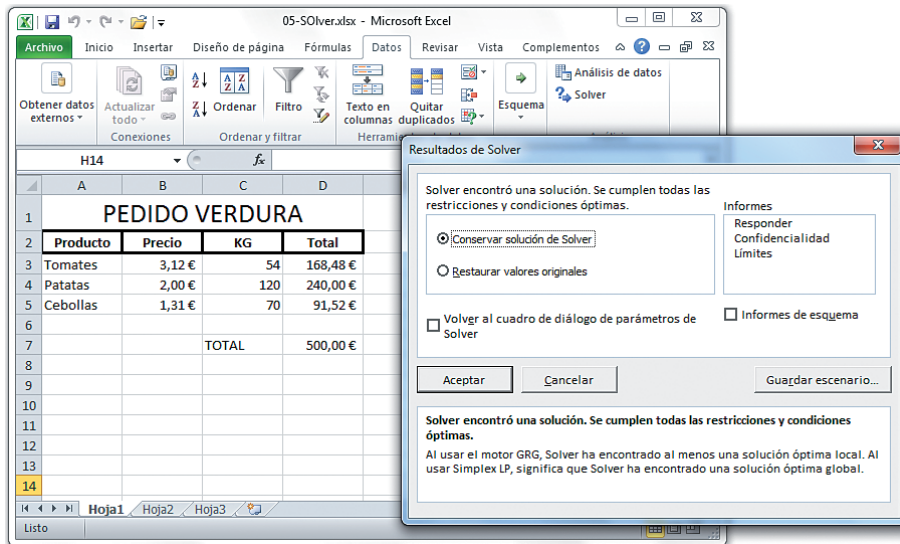 05-SOlver.xlsx - Microsoft Excel
Archivo Inicio Insertar Diseño de página Fórmulas Datos Revisar Vista Complementos
Obtener datos externos
Actualizar todo
Conexiones
Ordenar
Filtro
Ordenar y filtrar
Texto en columnas
Quitar duplicados
Esquema
Análisis de datos
Solver
H14 fx
A B C D
1 PEDIDO VERDURA
2 Producto Precio KG Total
3 Tomates 3,12 € 54 168,48 €
4 Patatas 2,00 € 120 240,00 €
5 Cebollas 1,31 € 70 91,52 €
6
7 TOTAL 500,00 €
8
9
10
11
12
13
14
Hoja1 Hoja2 Hoja3
Listo
Resultados de Solver
Solver encontró una solución. Se cumplen todas las
restricciones y condiciones óptimas.
Conservar solución de Solver
Restaurar valores originales
Informes
Responder
Confidencialidad
Límites
Volver al cuadro de diálogo de parámetros de
Solver
Informes de esquema
Aceptar
Cancelar
Guardar escenario...
Solver encontró una solución. Se cumplen todas las restricciones y condiciones
óptimas.
Al usar el motor GRG, Solver ha encontrado al menos una solución óptima local. Al
usar Simplex LP, significa que Solver ha encontrado una solución óptima global.